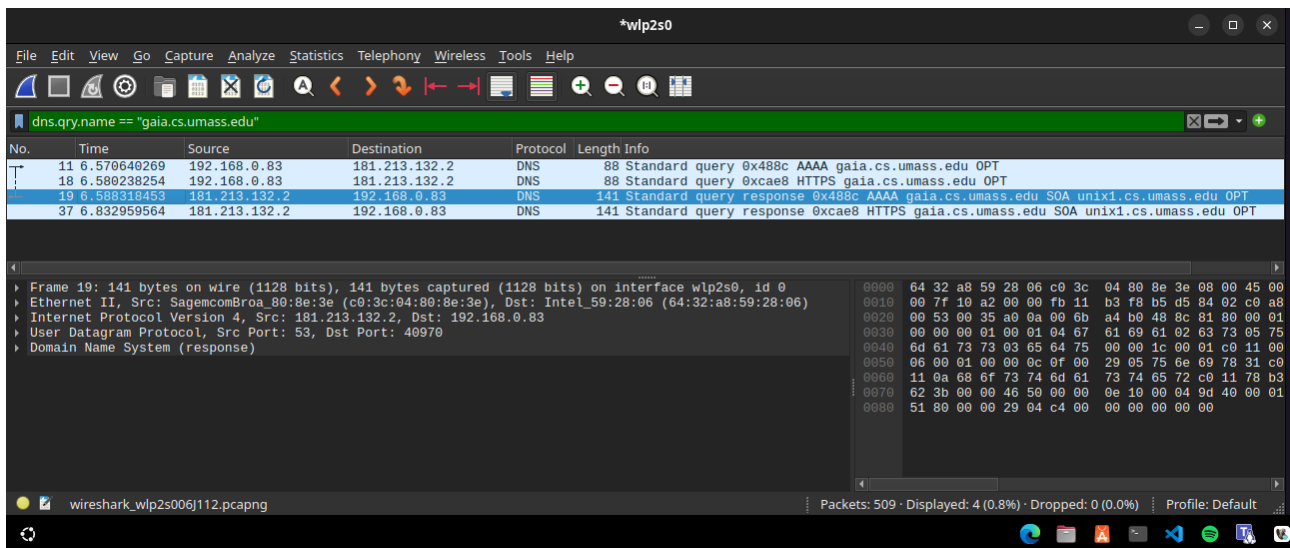 *wlp2s0
File Edit View Go Capture Analyze Statistics Telephony Wireless Tools Help
dns.qry.name == "gaia.cs.umass.edu"
No. Time Source Destination Protocol Length Info
11 6.570640269 192.168.0.83 181.213.132.2 DNS 88 Standard query 0x488c AAAA gaia.cs.umass.edu OPT
18 6.580238254 192.168.0.83 181.213.132.2 DNS 88 Standard query 0xcae8 HTTPS gaia.cs.umass.edu OPT
19 6.588318453 181.213.132.2 192.168.0.83 DNS 141 Standard query response 0x488c AAAA gaia.cs.umass.edu SOA unix1.cs.umass.edu OPT
37 6.832959564 181.213.132.2 192.168.0.83 DNS 141 Standard query response 0xcae8 HTTPS gaia.cs.umass.edu SOA unix1.cs.umass.edu OPT
Frame 19: 141 bytes on wire (1128 bits), 141 bytes captured (1128 bits) on interface wlp2s0, id 0
Ethernet II, Src: SagemcomBroa_80:8e:3e (c0:3c:04:80:8e:3e), Dst: Intel_59:28:06 (64:32:a8:59:28:06)
Internet Protocol Version 4, Src: 181.213.132.2, Dst: 192.168.0.83
User Datagram Protocol, Src Port: 53, Dst Port: 40970
Domain Name System (response)
0000 64 32 a8 59 28 06 c0 3c 04 80 8e 3e 08 00 45 00
0010 00 7f 10 a2 00 00 fb 11 b3 f8 b5 d5 84 02 c0 a8
0020 00 53 00 35 a0 0a 00 6b a4 b0 48 8c 81 80 00 01
0030 00 00 00 01 00 01 04 67 61 69 61 02 63 73 05 75
0040 6d 61 73 73 03 65 64 75 00 00 1c 00 01 c0 11 00
0050 06 00 01 00 00 0c 0f 00 29 05 75 6e 69 78 31 c0
0060 11 0a 68 6f 73 74 6d 61 73 74 65 72 c0 11 78 b3
0070 62 3b 00 00 46 50 00 00 0e 10 00 04 9d 40 00 01
0080 51 80 00 00 29 04 c4 00 00 00 00 00 00
wireshark_wlp2s006J112.pcapng
Packets: 509 · Displayed: 4 (0.8%) · Dropped: 0 (0.0%)
Profile: Default